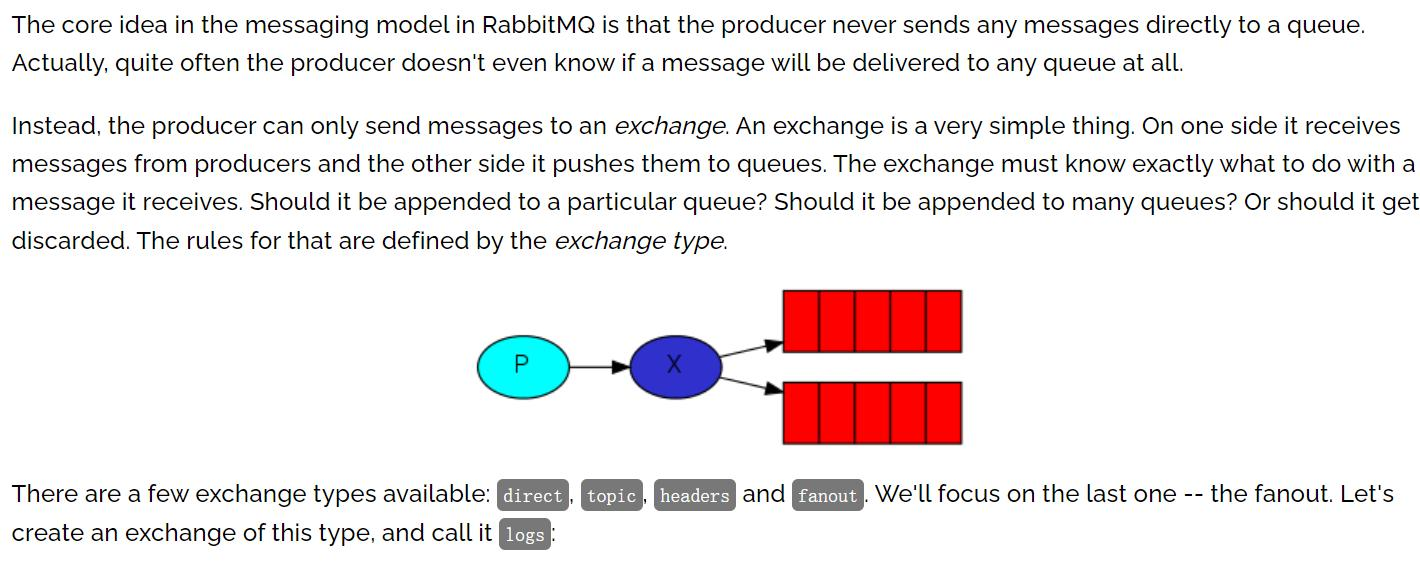 The core idea in the messaging model in RabbitMQ is that the producer never sends any messages directly to a queue.
Actually, quite often the producer doesn't even know if a message will be delivered to any queue at all.
Instead, the producer can only send messages to an exchange. An exchange is a very simple thing. On one side it receives
messages from producers and the other side it pushes them to queues. The exchange must know exactly what to do with a
message it receives. Should it be appended to a particular queue? Should it be appended to many queues? Or should it get
discarded. The rules for that are defined by the exchange type.
P X
There are a few exchange types available: direct, topic, headers and fanout. We'll focus on the last one -- the fanout. Let's
create an exchange of this type, and call it logs: